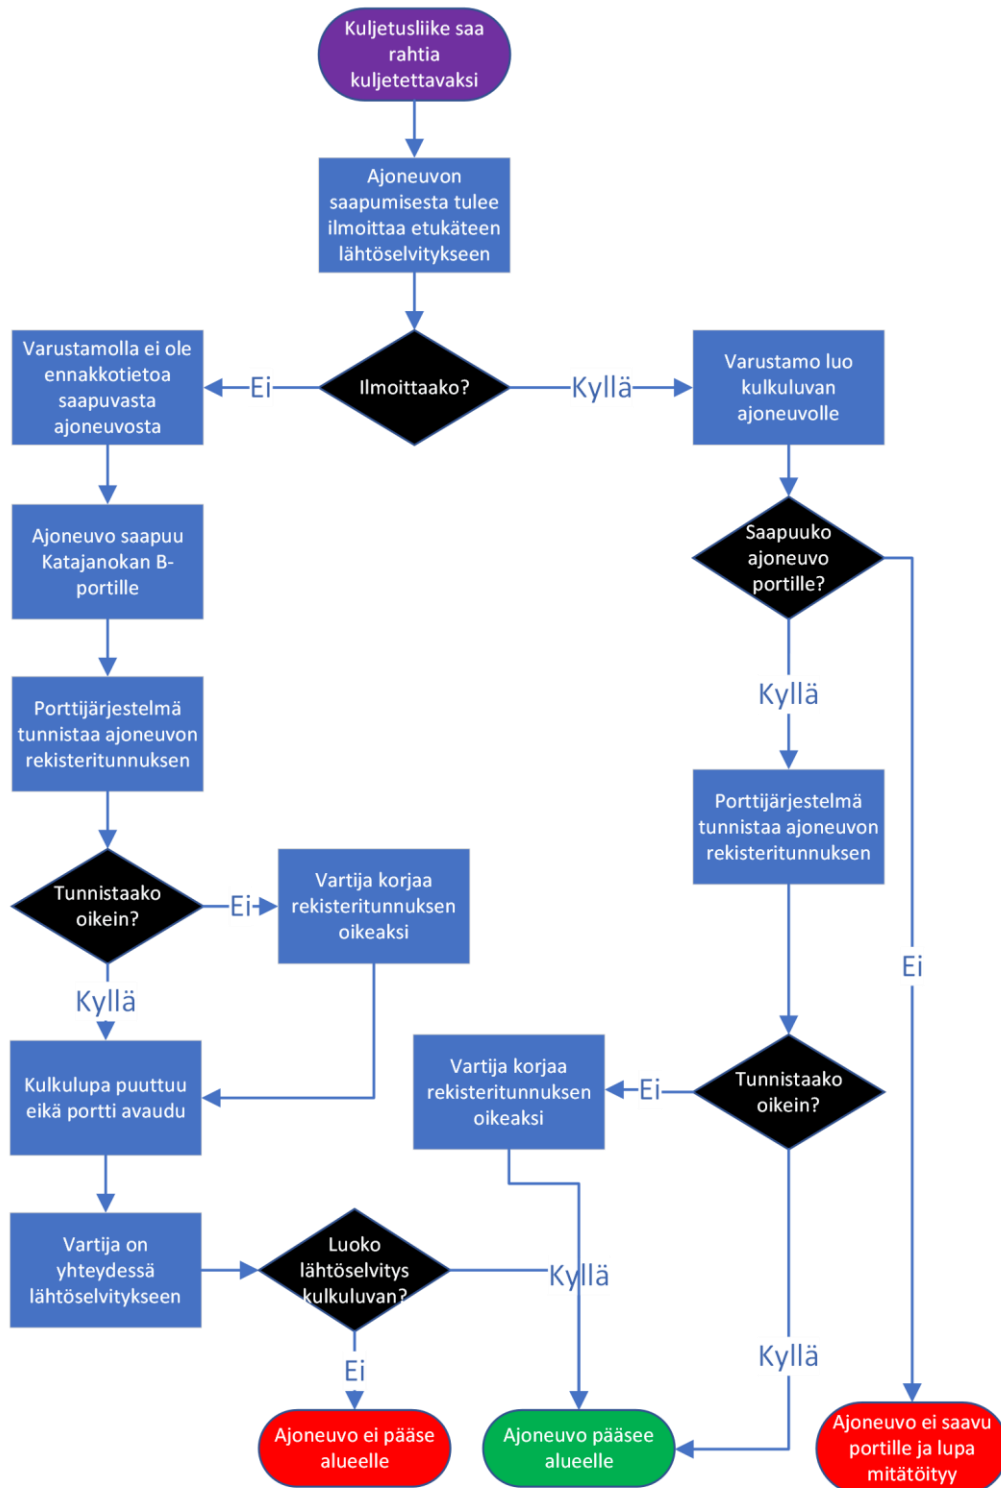 Kuljetusliike saa
rahtia
kuljetettavaksi
Ajoneuvon
saapumisesta tulee
ilmoittaa etukäteen
lähtöselvitykseen
Ilmoittaako?
Ei
Kyllä
Varustamolla ei ole
ennakkotietoa
saapuvasta
ajoneuvosta
Varustamo luo
kulkuluvan
ajoneuvolle
Ajoneuvo saapuu
Katajanokan B-
portille
Saapuuko
ajoneuvo
portille?
Kyllä
Ei
Porttijärjestelmä
tunnistaa ajoneuvon
rekisteritunnuksen
Porttijärjestelmä
tunnistaa ajoneuvon
rekisteritunnuksen
Tunnistaako
oikein?
Ei
Vartija korjaa
rekisteritunnuksen
oikeaksi
Kyllä
Kulkulupa puuttuu
eikä portti avaudu
Vartija korjaa
rekisteritunnuksen
oikeaksi
Ei
Tunnistaako
oikein?
Vartija on
yhteydessä
lähtöselvitykseen
Luoko
lähtöselvitys
kulkuluvan?
Kyllä
Ei
Kyllä
Ajoneuvo ei pääse
alueelle
Ajoneuvo pääsee
alueelle
Ajoneuvo ei saavu
portille ja lupa
mitätöityy